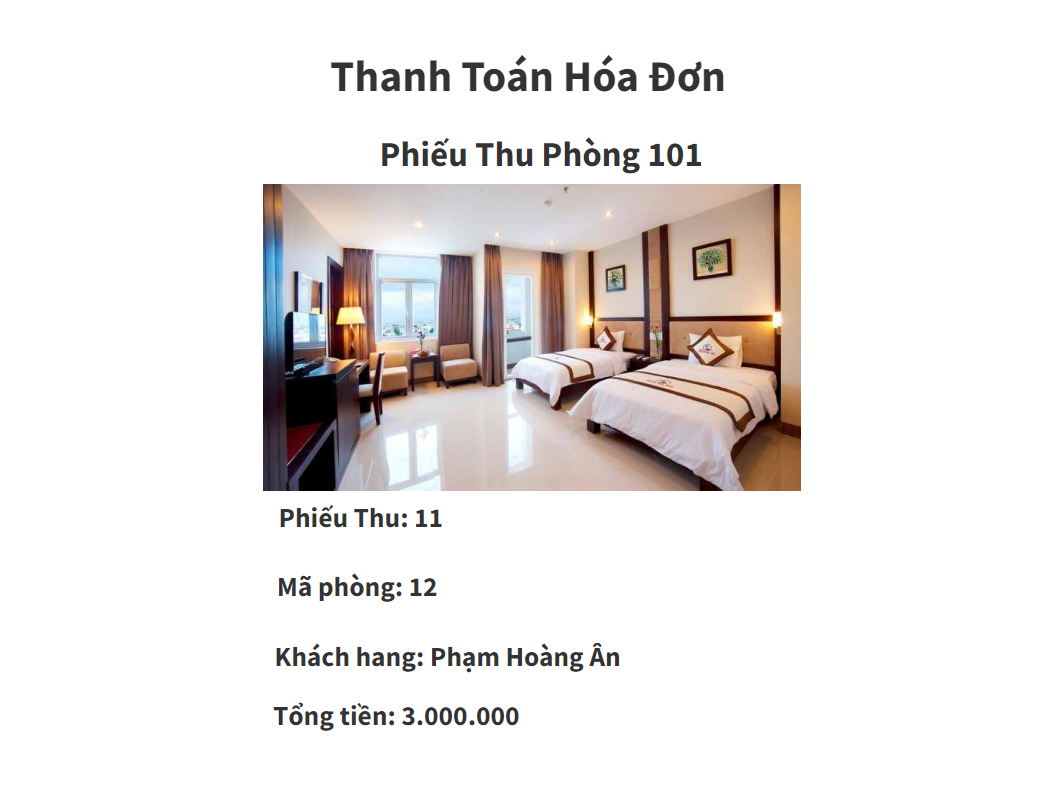 Thanh Toán Hóa Đơn
Phiếu Thu Phòng 101
Phiếu Thu: 11
Mã phòng: 12
Khách hang: Phạm Hoàng Ân
Tổng tiền: 3.000.000